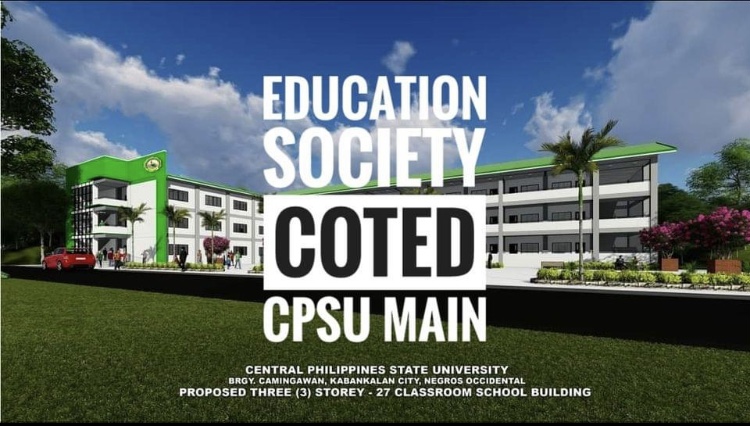 EDUCATION
SOCIETY
COTED
CPSU MAIN
CENTRAL PHILIPPINES STATE UNIVERSITY
BRGY. CAMINGAWAN, KABANKALAN CITY, NEGROS OCCIDENTAL
PROPOSED THREE (3) STOREY - 27 CLASSROOM SCHOOL BUILDING